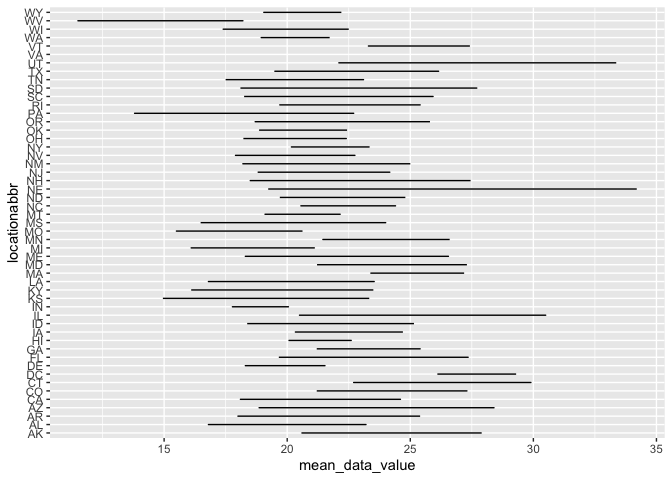 WY
WV
WI
WA
VT
VA
UT
TX
TN
SD
SC
RI
PA
OR
OK
OH
NY
NV
NM
NJ
NH
NE
ND
NC
MT
MS
MO
MN
MI
ME
MD
MA
LA
KY
KS
IN
IL
ID
IA
HI
GA
FL
DE
DC
CT
CO
CA
AZ
AR
AL
AK
locationabbr
15 20 25 30 35
mean_data_value